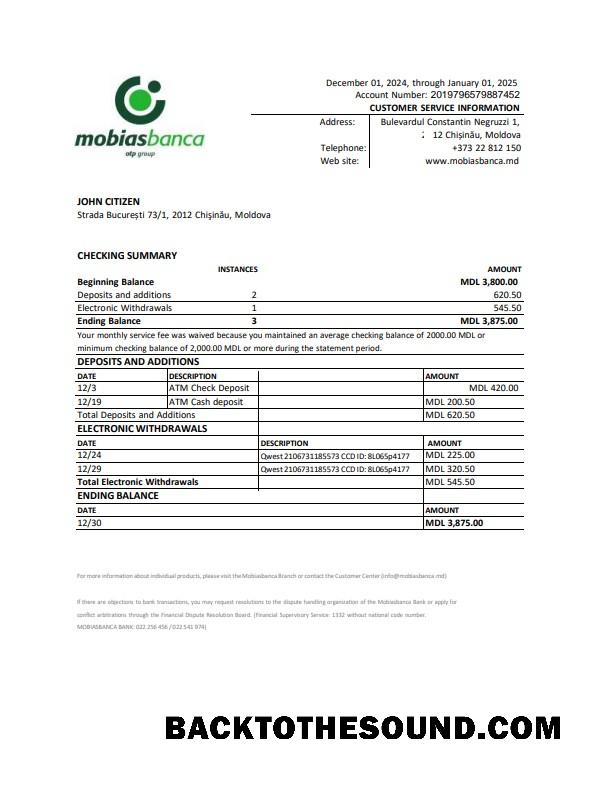 mobiasbanca
otp group
December 01, 2024, through January 01, 2025
Account Number: 2019796579887452
CUSTOMER SERVICE INFORMATION
Address: Bulevardul Constantin Negruzzi 1,
: 12 Chișinău, Moldova
Telephone: +373 22 812 150
Web site: www.mobiasbanca.md
JOHN CITIZEN
Strada București 73/1, 2012 Chişinău, Moldova
CHECKING SUMMARY
INSTANCES AMOUNT
Beginning Balance MDL 3,800.00
Deposits and additions 2 620.50
Electronic Withdrawals 1 545.50
Ending Balance 3 MDL 3,875.00
Your monthly service fee was waived because you maintained an average checking balance of 2000.00 MDL or
minimum checking balance of 2,000.00 MDL or more during the statement period.
DEPOSITS AND ADDITIONS
DATE DESCRIPTION AMOUNT
12/3 ATM Check Deposit MDL 420.00
12/19 ATM Cash deposit MDL 200.50
Total Deposits and Additions MDL 620.50
ELECTRONIC WITHDRAWALS
DATE DESCRIPTION AMOUNT
12/24 Qwest 2106731185573 CCD ID: 8L065p4177 MDL 225.00
12/29 Qwest 2106731185573 CCD ID: 8L065p4177 MDL 320.50
Total Electronic Withdrawals MDL 545.50
ENDING BALANCE
DATE AMOUNT
12/30 MDL 3,875.00
For more information about individual products, please visit the Mobiasbanca Branch or contact the Customer Center (info@mobiasbanca.md)
If there are objections to bank transactions, you may request resolutions to the dispute handling organization of the Mobiasbanca Bank or apply for
conflict arbitrations through the Financial Dispute Resolution Board. (Financial Supervisory Service: 1332 without national code number.
MOBIASBANCA BANK: 022 256 456 / 022 541 974)
BACKTOTHESOUND.COM